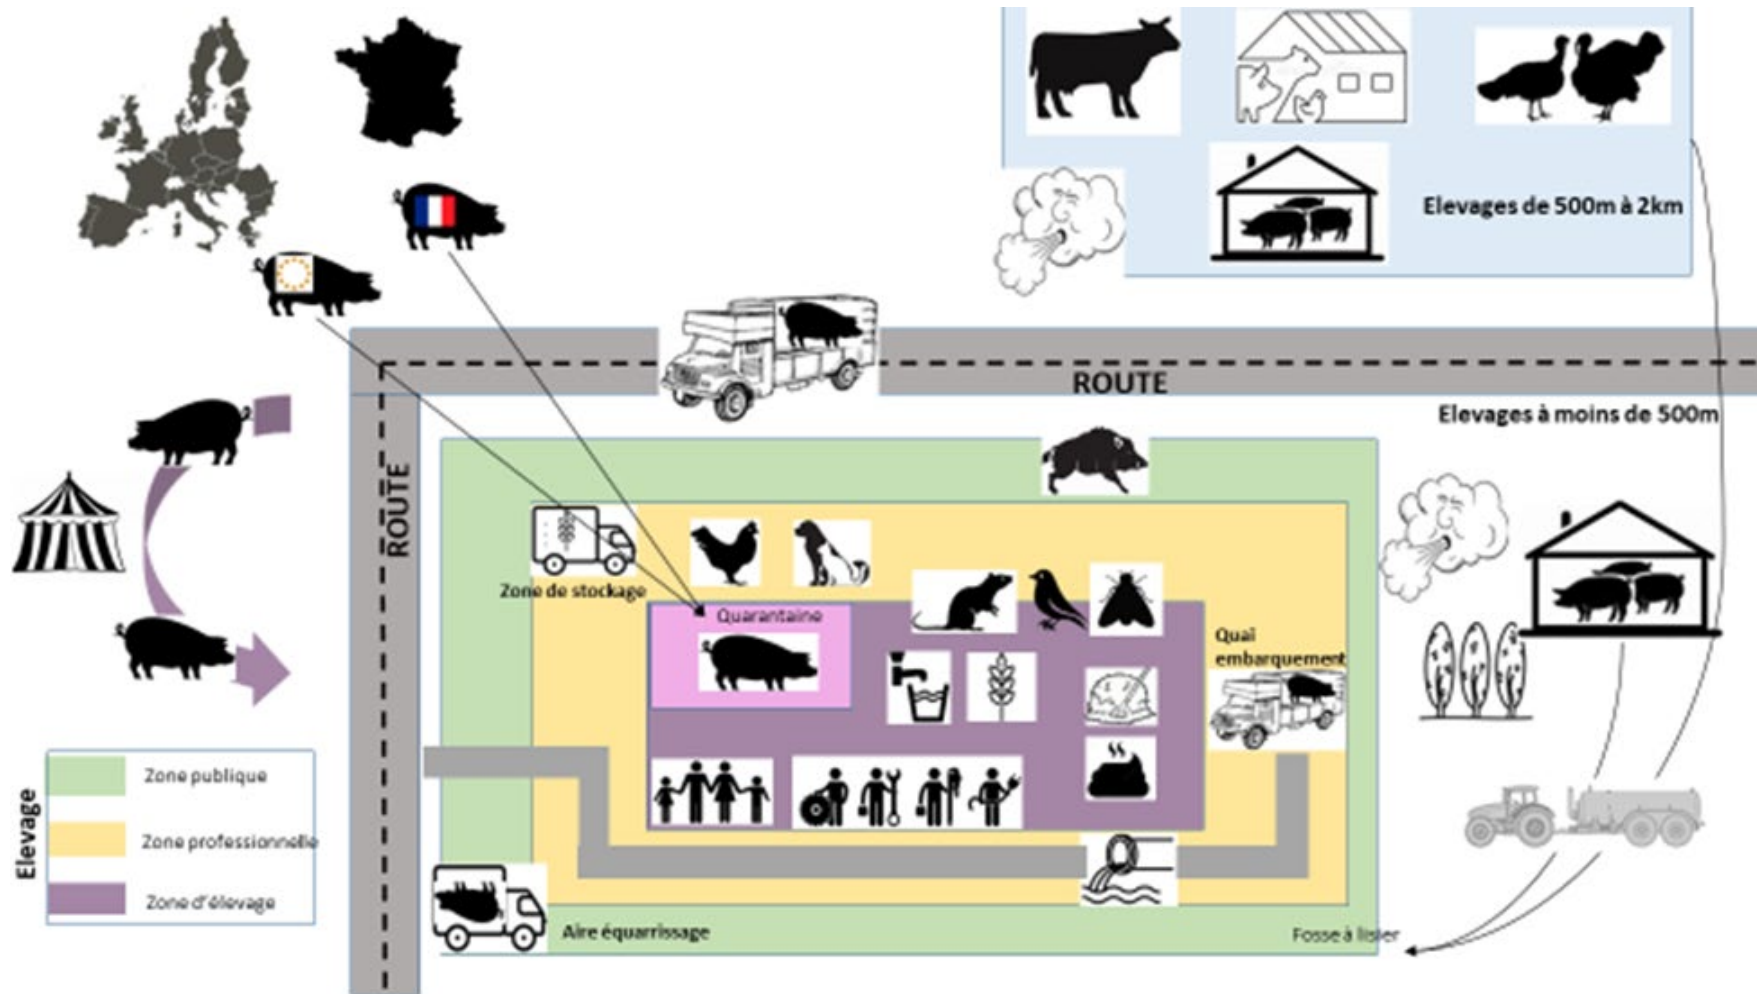 Elevages de 500m à 2km
ROUTE
Elevages à moins de 500m
ROUTE
Zone de stockage
Quarantaine
Quai
embarquement
Elevage
Zone publique
Zone professionnelle
Zone d'élevage
Aire équarrissage
Fosse à lisier